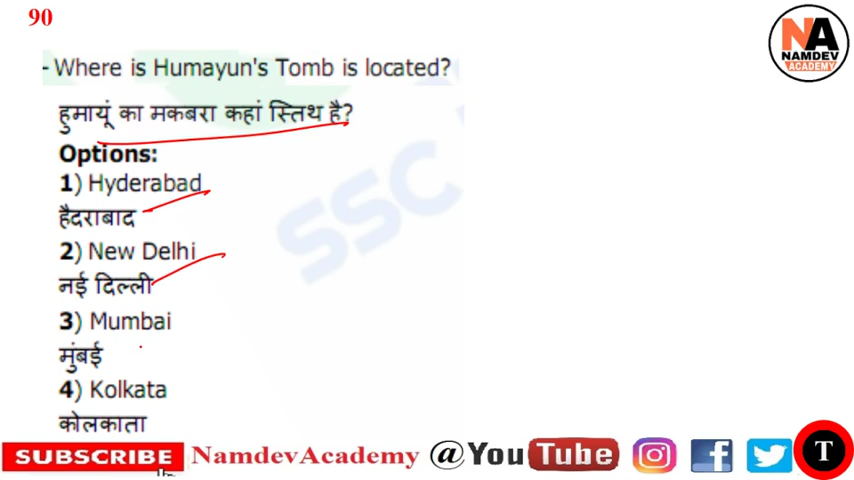 90
NA
NAMDEV
ACADEMY
- Where is Humayun's Tomb is located?
हुमायूं का मकबरा कहां स्तिथ है?
Options:
1) Hyderabad
हैदराबाद
2) New Delhi
नई दिल्ली
3) Mumbai
मुंबई
4) Kolkata
कोलकाता
SSC
SUBSCRIBE NamdevAcademy @YouTube T